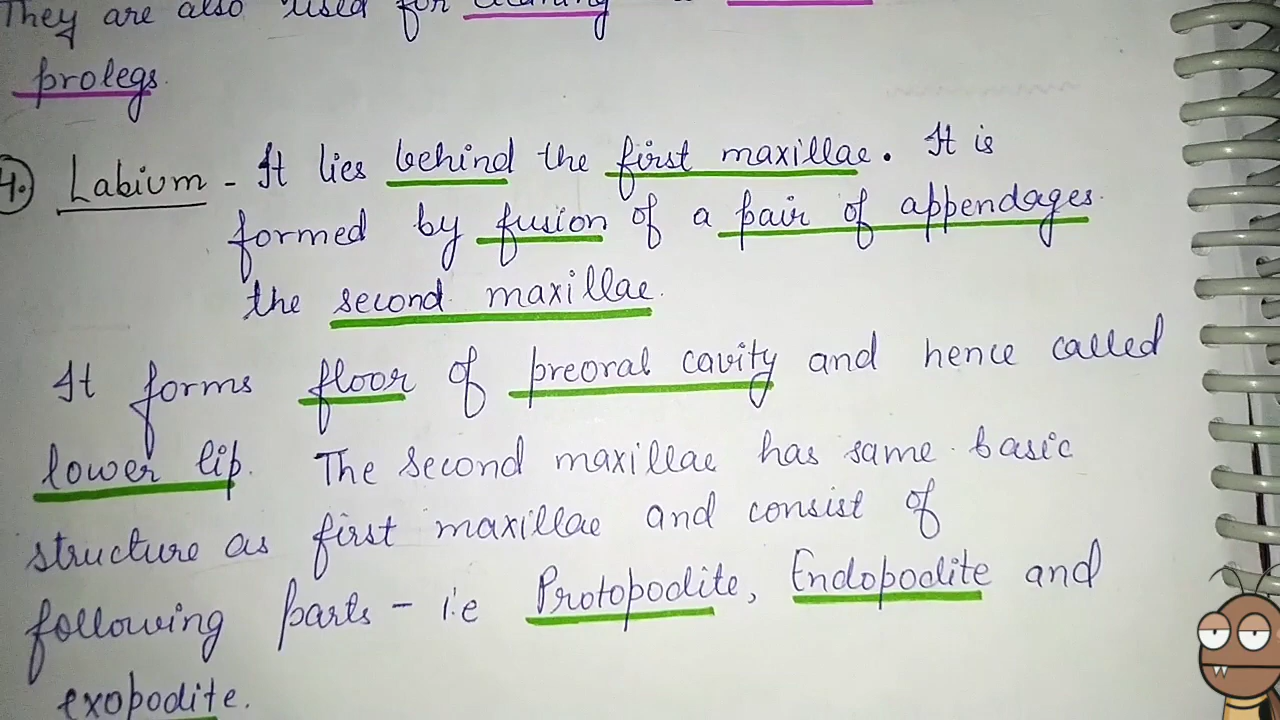 They are also used for cleaning
prolegs.
4. Labium - It lies behind the first maxillae. It is
formed by fusion of a pair of appendages.
the second maxillae.
It forms floor of preoral cavity and hence called
lower lip. The second maxillae has same basic
structure as first maxillae and consist of
following parts - i.e Protopodite, Endopodite and
exopodite.